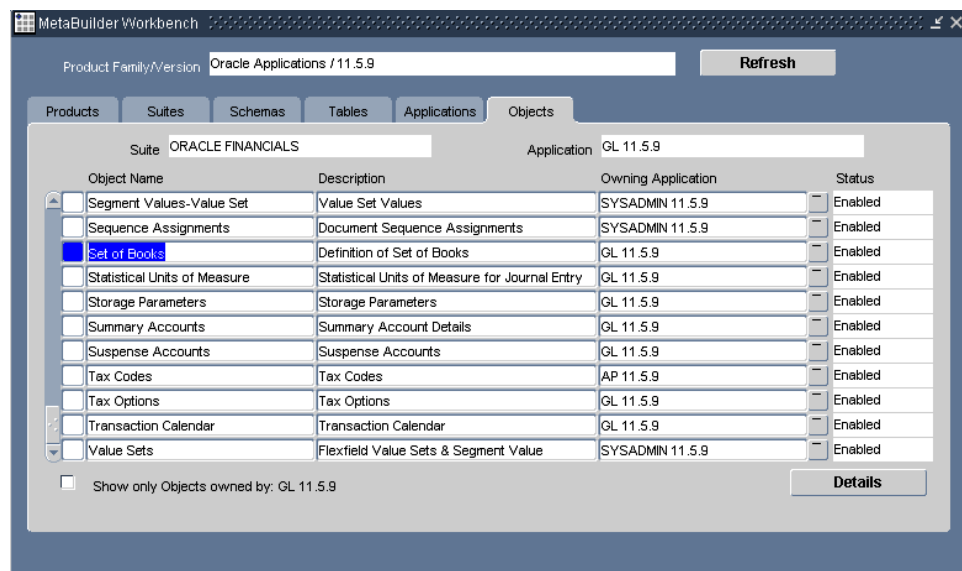 MetaBuilder Workbench
Product Family/Version Oracle Applications / 11.5.9 Refresh
Products Suites Schemas Tables Applications Objects
Suite ORACLE FINANCIALS Application GL 11.5.9
Object Name Description Owning Application Status
Segment Values-Value Set Value Set Values SYSADMIN 11.5.9 Enabled
Sequence Assignments Document Sequence Assignments SYSADMIN 11.5.9 Enabled
Set of Books Definition of Set of Books GL 11.5.9 Enabled
Statistical Units of Measure Statistical Units of Measure for Journal Entry GL 11.5.9 Enabled
Storage Parameters Storage Parameters GL 11.5.9 Enabled
Summary Accounts Summary Account Details GL 11.5.9 Enabled
Suspense Accounts Suspense Accounts GL 11.5.9 Enabled
Tax Codes Tax Codes AP 11.5.9 Enabled
Tax Options Tax Options GL 11.5.9 Enabled
Transaction Calendar Transaction Calendar GL 11.5.9 Enabled
Value Sets Flexfield Value Sets & Segment Value SYSADMIN 11.5.9 Enabled
Show only Objects owned by: GL 11.5.9 Details